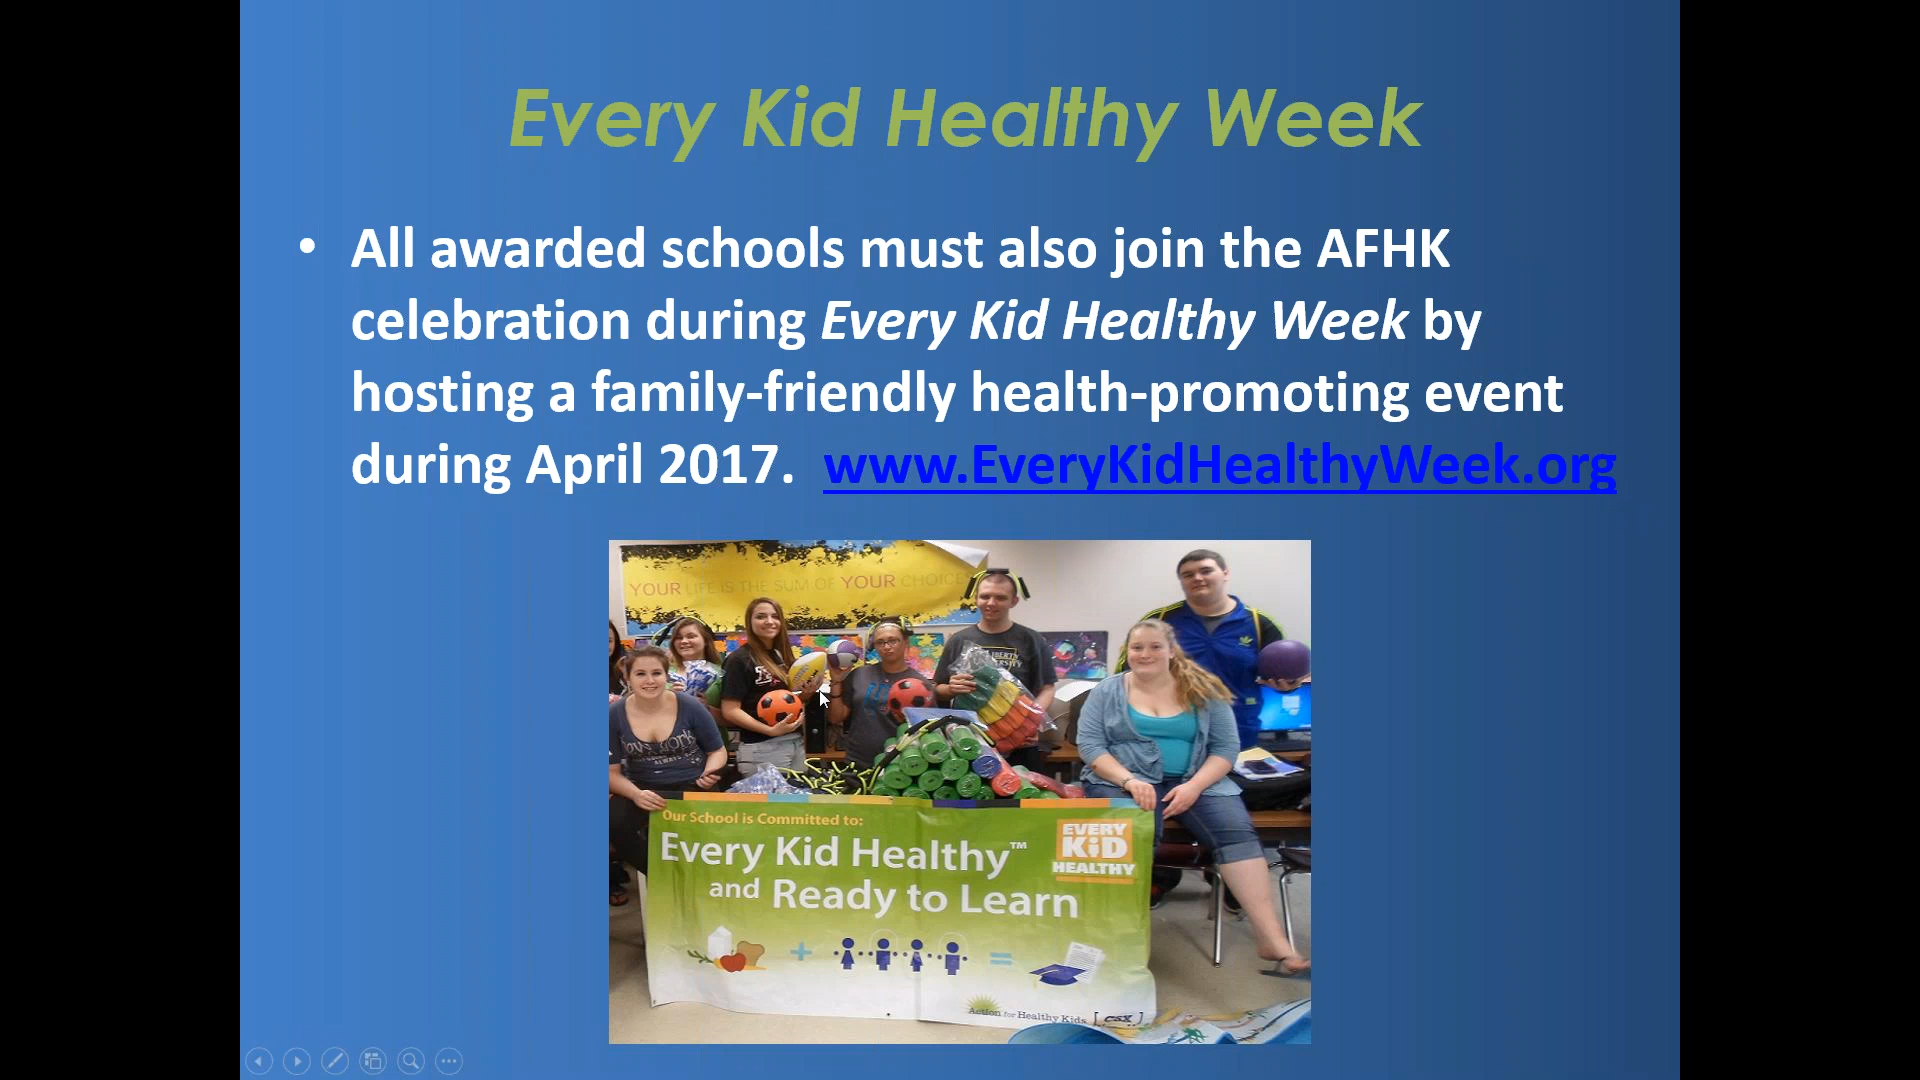 Every Kid Healthy Week
• All awarded schools must also join the AFHK
celebration during Every Kid Healthy Week by
hosting a family-friendly health-promoting event
during April 2017. www.EveryKidHealthyWeek.org
YOUR LIFE IS THE SUM OF YOUR CHOICES
Our School is Committed to:
Every Kid Healthy™
and Ready to Learn
EVERY
KiD
HEALTHY
Action for Healthy Kids [CSX]